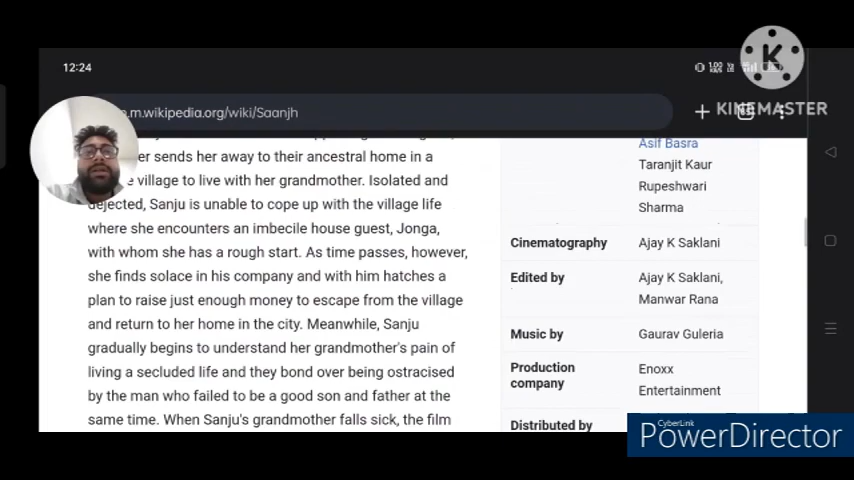 12:24
1.00
KINEMASTER
.m.wikipedia.org/wiki/Saanjh
er sends her away to their ancestral home in a
village to live with her grandmother. Isolated and
dejected, Sanju is unable to cope up with the village life
where she encounters an imbecile house guest, Jonga,
with whom she has a rough start. As time passes, however,
she finds solace in his company and with him hatches a
plan to raise just enough money to escape from the village
and return to her home in the city. Meanwhile, Sanju
gradually begins to understand her grandmother's pain of
living a secluded life and they bond over being ostracised
by the man who failed to be a good son and father at the
same time. When Sanju's grandmother falls sick, the film
Asif Basra
Taranjit Kaur
Rupeshwari
Sharma
Cinematography Ajay K Saklani
Edited by Ajay K Saklani,
Manwar Rana
Music by Gaurav Guleria
Production Enoxx
company Entertainment
Distributed by
CyberLink
PowerDirector